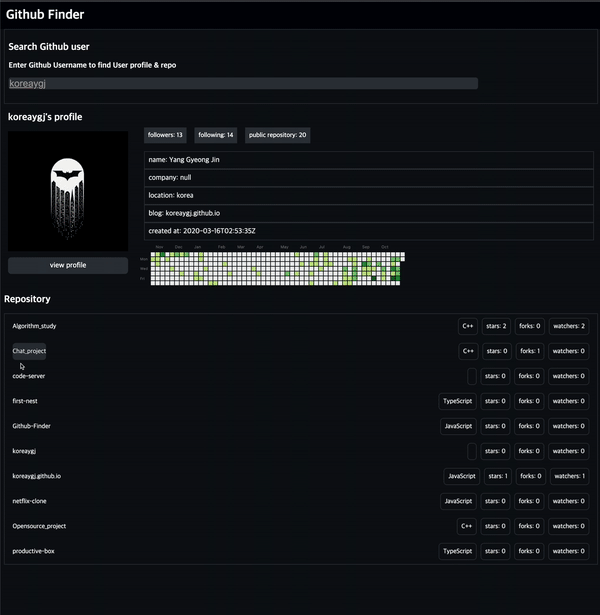 Github Finder
Search Github user
Enter Github Username to find User profile & repo
koreaygj
koreaygj's profile
followers: 13 following: 14 public repository: 20
name: Yang Gyeong Jin
company: null
location: korea
blog: koreaygj.github.io
created at: 2020-03-16T02:53:35Z
view profile
Nov Dec Jan Feb Mar Apr May Jun Jul Aug Sep Oct
Repository
Algorithm_study C++ stars: 2 forks: 0 watchers: 2
Chat_project C++ stars: 0 forks: 1 watchers: 0
code-server stars: 0 forks: 0 watchers: 0
first-nest TypeScript stars: 0 forks: 0 watchers: 0
Github-Finder JavaScript stars: 0 forks: 0 watchers: 0
koreaygj stars: 0 forks: 0 watchers: 0
koreaygj.github.io JavaScript stars: 1 forks: 0 watchers: 1
netflix-clone JavaScript stars: 0 forks: 0 watchers: 0
Opensource_project C++ stars: 0 forks: 0 watchers: 0
productive-box TypeScript stars: 0 forks: 0 watchers: 0